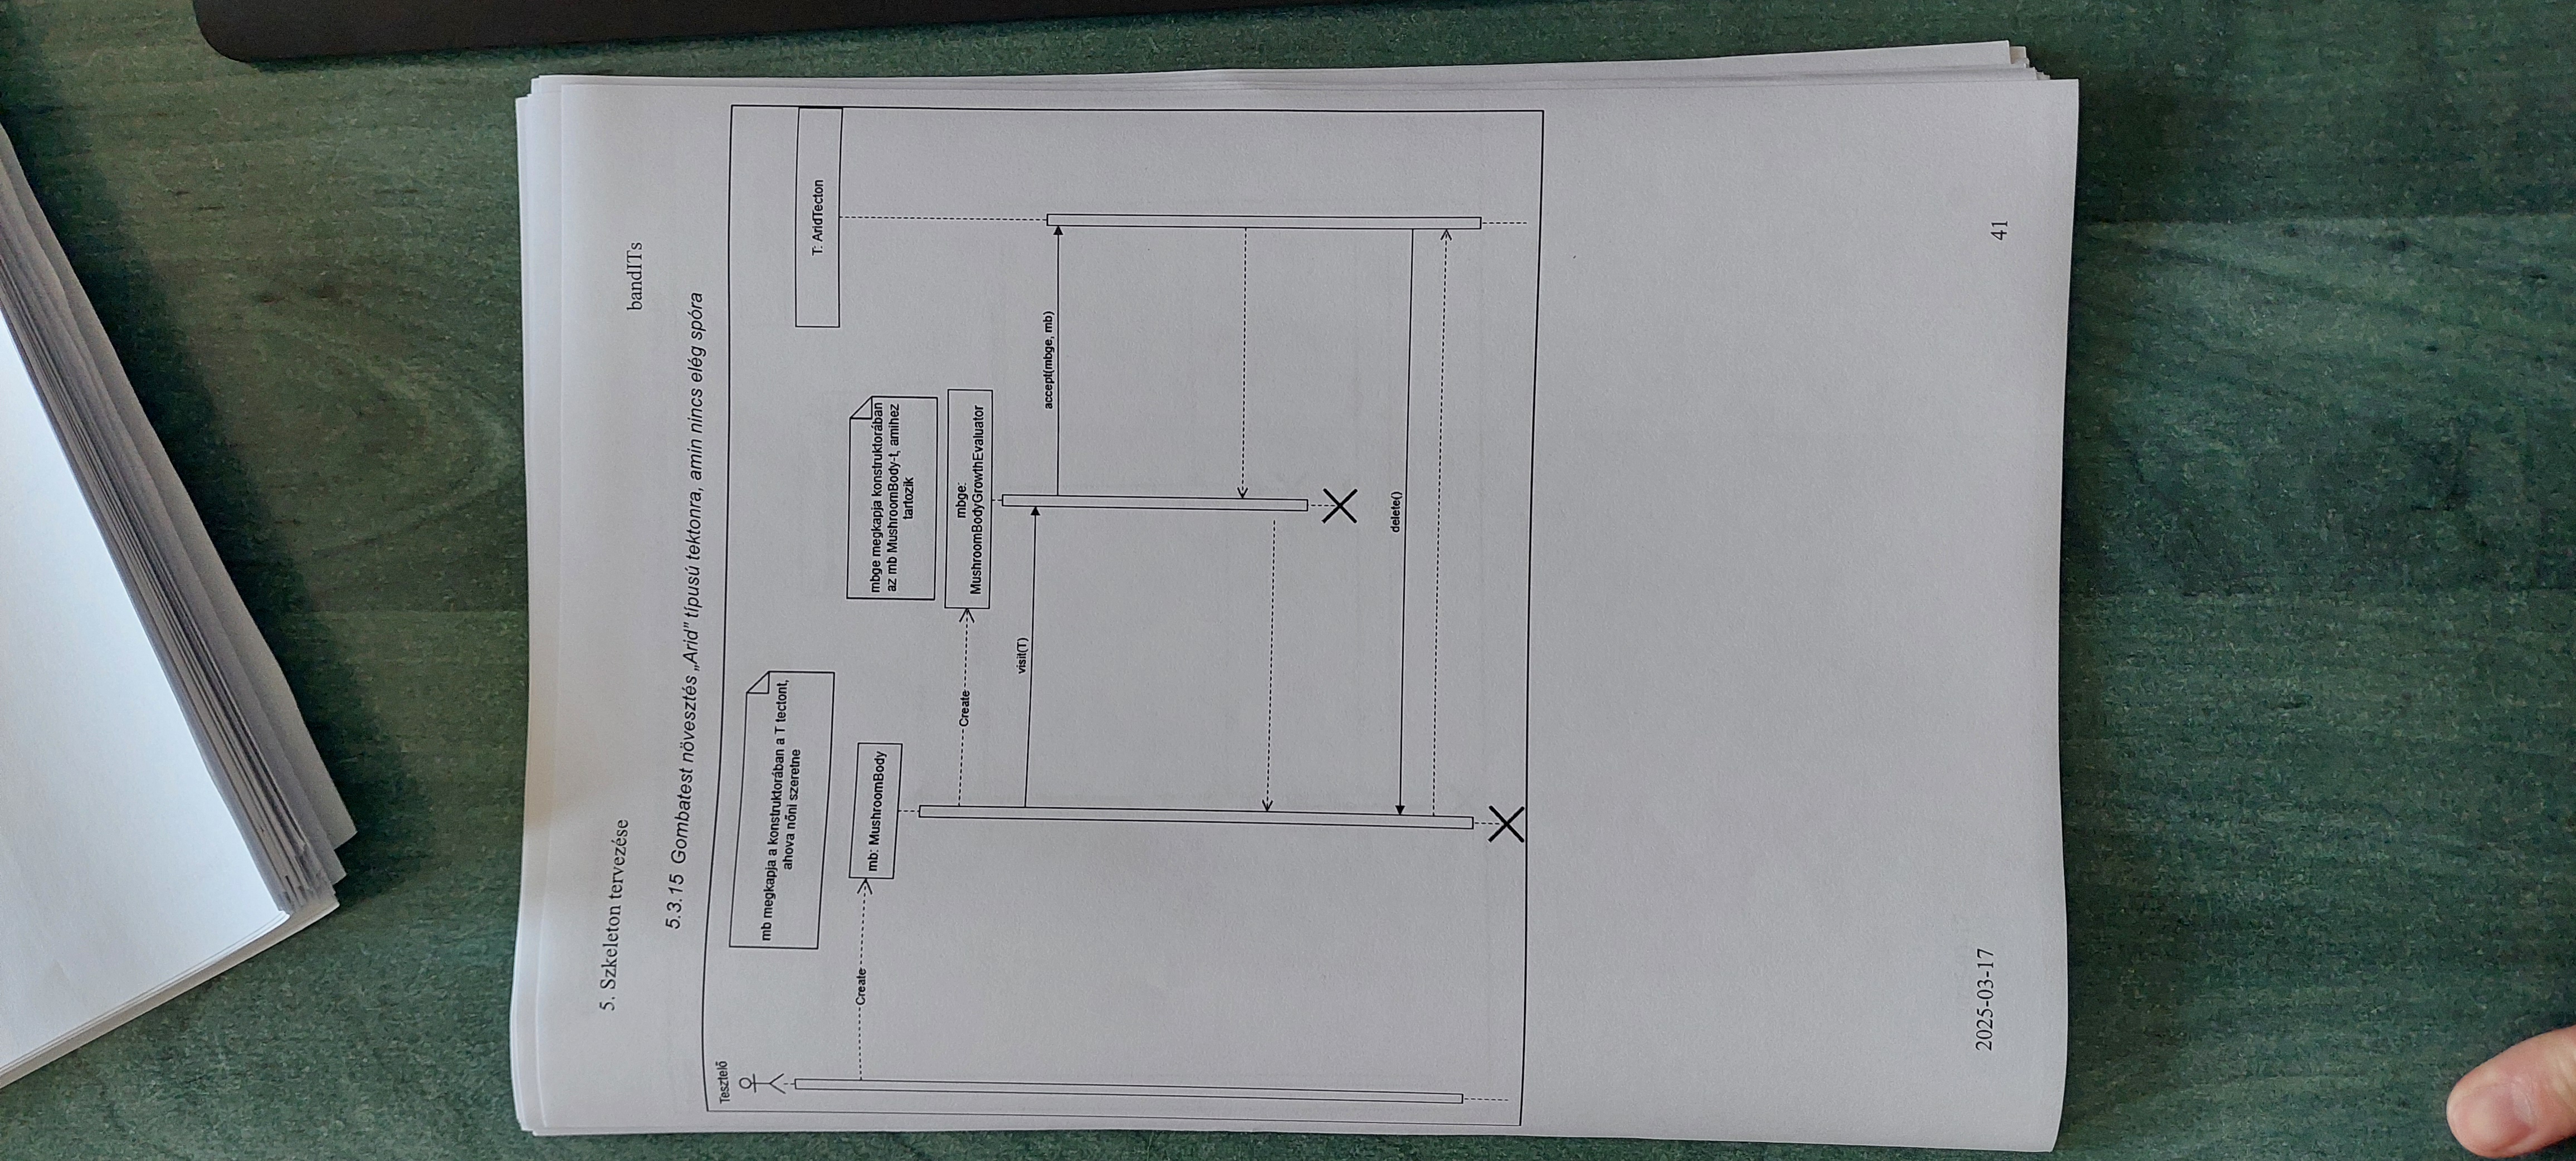 5. Szkeleton tervezése
bandITs
5.3.15 Gombatest növesztés „Arid” típusú tektonra, amin nincs elég spóra
Tesztelő
mb megkapja a konstruktorában a T tectont,
ahova nőni szeretne
T: AridTecton
Create
mb: MushroomBody
mbge megkapja konstruktorában
az mb MushroomBody-t, amihez
tartozik
Create
mbge:
MushroomBodyGrowthEvaluator
visit(T)
accept(mbge, mb)
delete()
2025-03-17
41